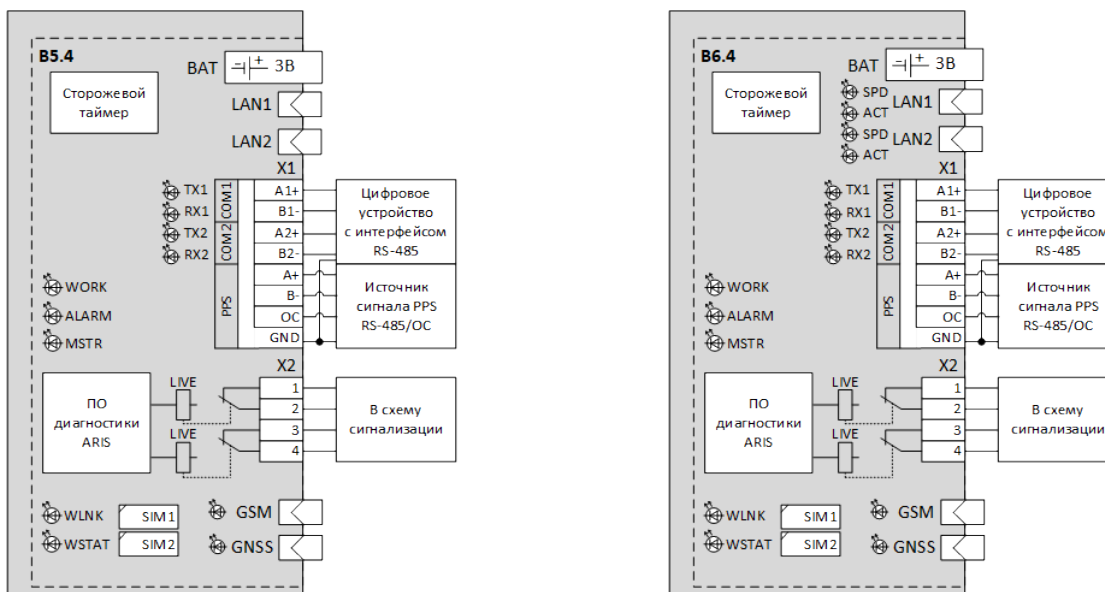 B5.4
BAT
3В
Сторожевой
таймер
LAN1
LAN2
X1
TX1
RX1
TX2
RX2
COM1
COM2
PPS
A1+
B1-
A2+
B2-
A+
B-
OC
GND
Цифровое
устройство
с интерфейсом
RS-485
Источник
сигнала PPS
RS-485/OC
WORK
ALARM
MSTR
X2
ПО
диагностики
ARIS
LIVE
LIVE
1
2
3
4
В схему
сигнализации
WLNK
SIM1
GSM
WSTAT
SIM2
GNSS
B6.4
BAT
3В
Сторожевой
таймер
SPD
ACT
LAN1
SPD
ACT
LAN2
X1
TX1
RX1
TX2
RX2
COM1
COM2
PPS
A1+
B1-
A2+
B2-
A+
B-
OC
GND
Цифровое
устройство
с интерфейсом
RS-485
Источник
сигнала PPS
RS-485/OC
WORK
ALARM
MSTR
X2
ПО
диагностики
ARIS
LIVE
LIVE
1
2
3
4
В схему
сигнализации
WLNK
SIM1
GSM
WSTAT
SIM2
GNSS